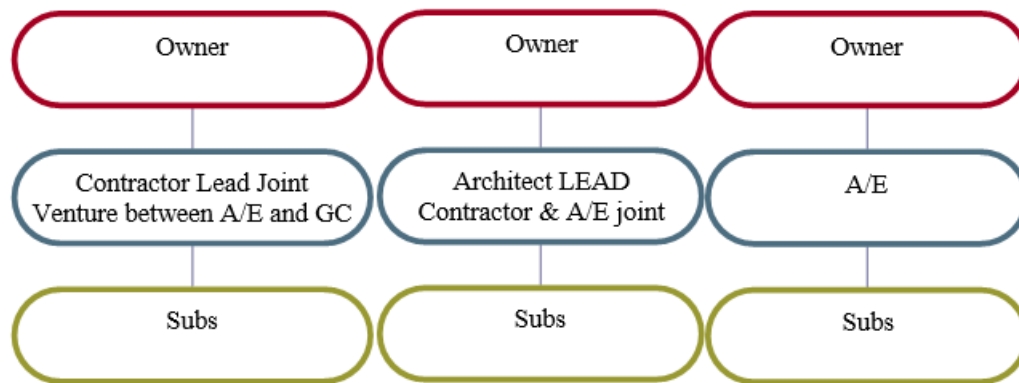 Owner
Owner
Owner
Contractor Lead Joint
Venture between A/E and GC
Architect LEAD
Contractor & A/E joint
A/E
Subs
Subs
Subs